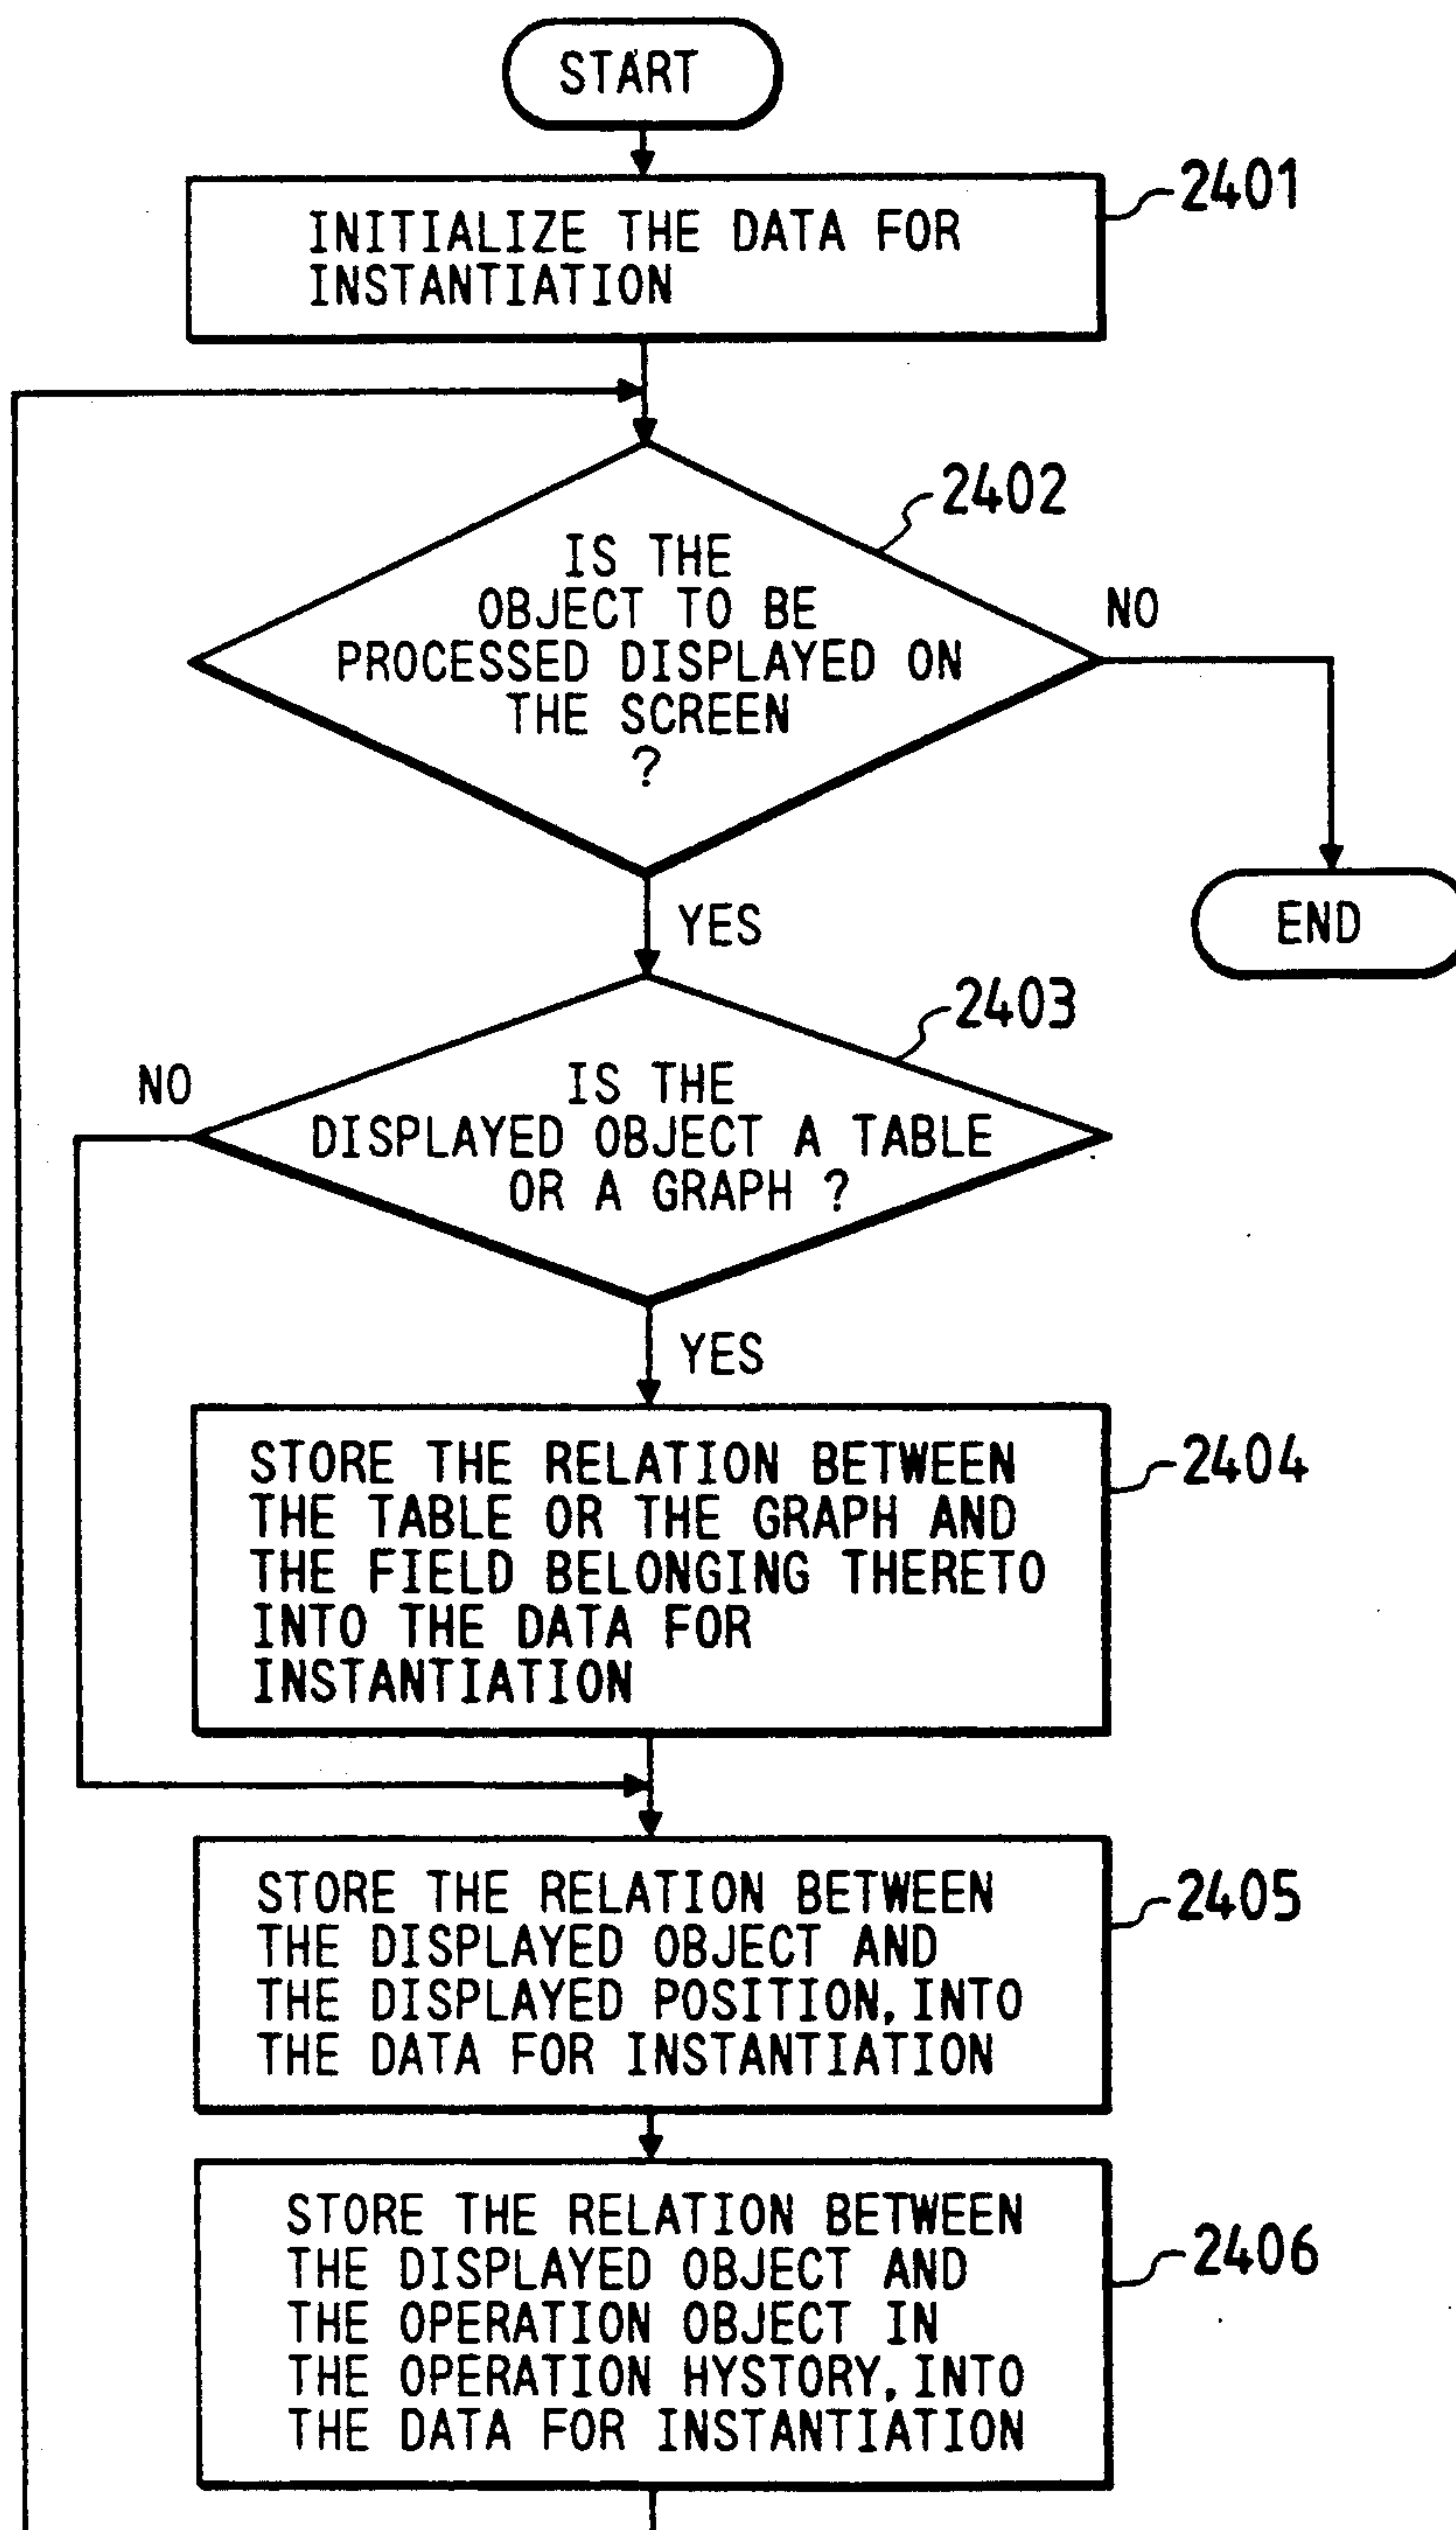 START
INITIALIZE THE DATA FOR
INSTANTIATION
2401
IS THE
OBJECT TO BE
PROCESSED DISPLAYED ON
THE SCREEN
?
2402
NO
END
YES
IS THE
DISPLAYED OBJECT A TABLE
OR A GRAPH ?
2403
NO
YES
STORE THE RELATION BETWEEN
THE TABLE OR THE GRAPH AND
THE FIELD BELONGING THERETO
INTO THE DATA FOR
INSTANTIATION
2404
STORE THE RELATION BETWEEN
THE DISPLAYED OBJECT AND
THE DISPLAYED POSITION, INTO
THE DATA FOR INSTANTIATION
2405
STORE THE RELATION BETWEEN
THE DISPLAYED OBJECT AND
THE OPERATION OBJECT IN
THE OPERATION HYSTORY, INTO
THE DATA FOR INSTANTIATION
2406